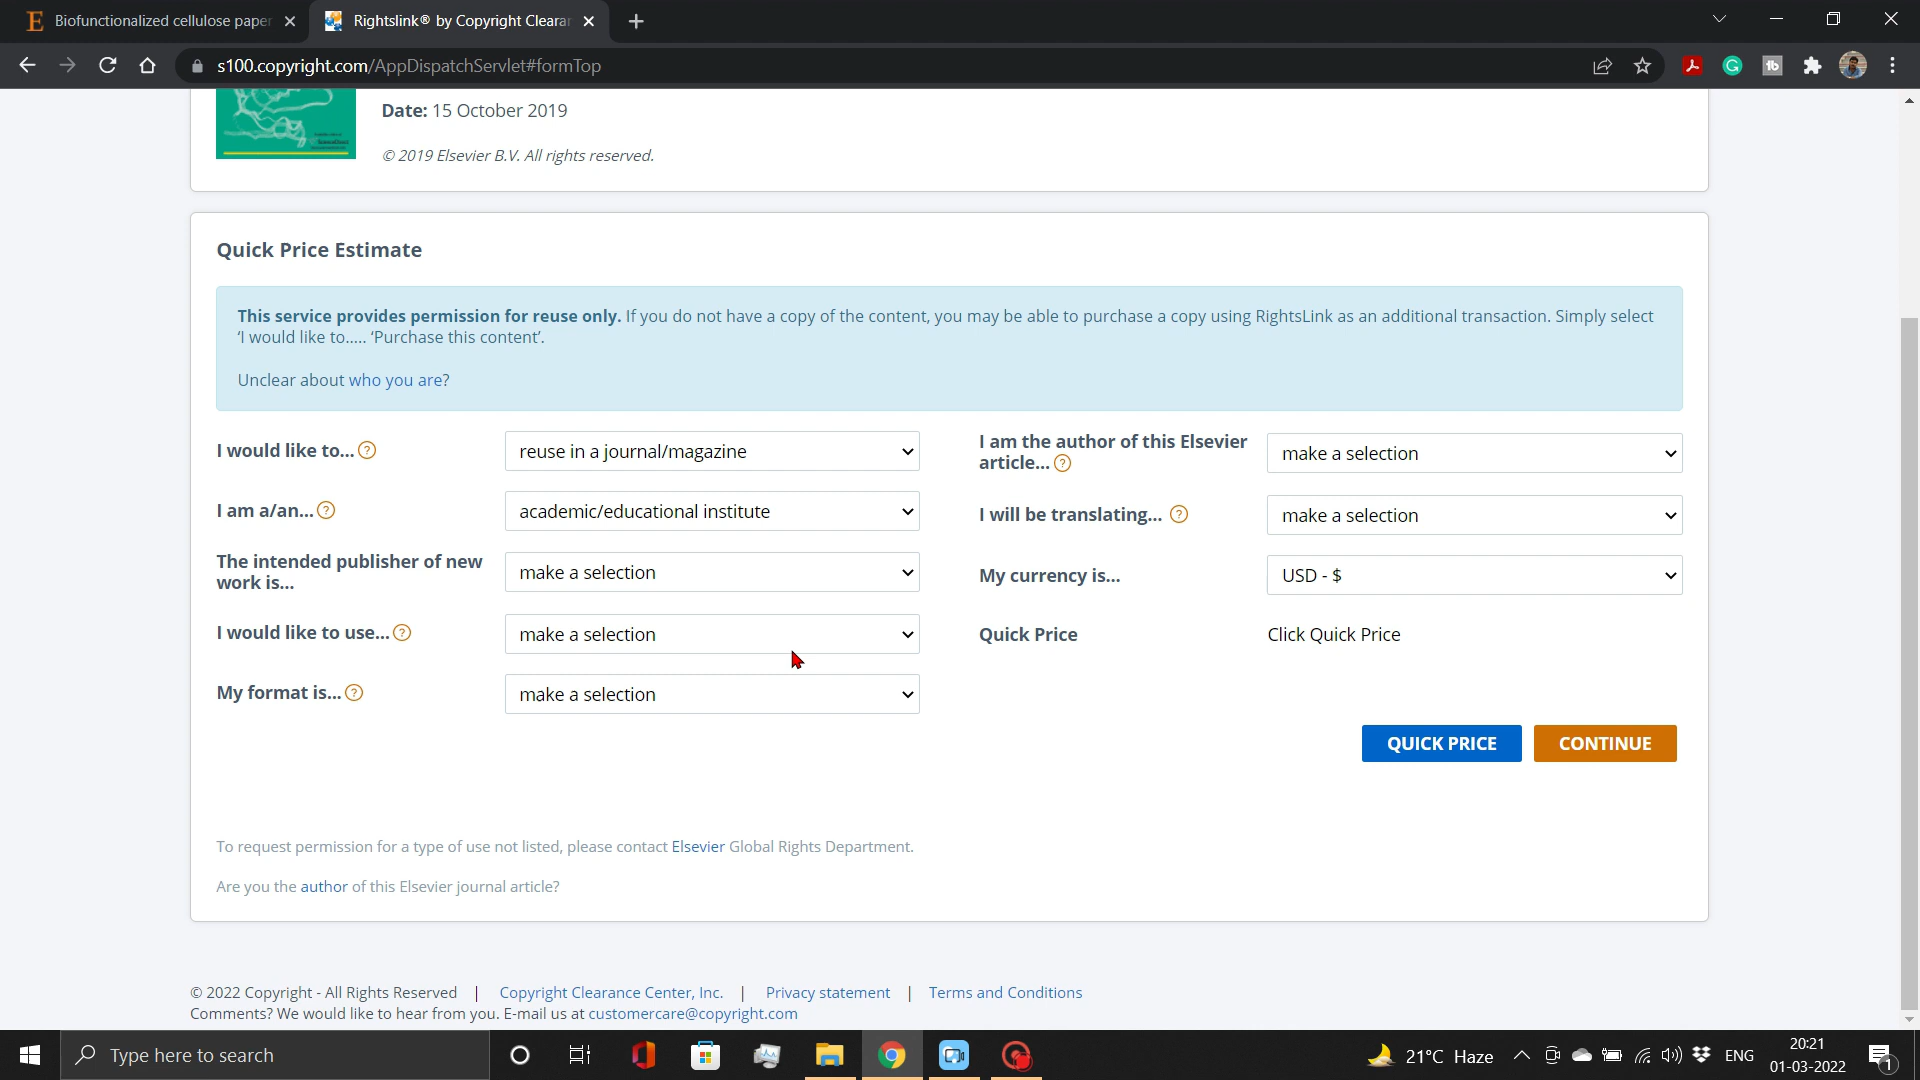 Biofunctionalized cellulose paper
Rightslink® by Copyright Clearan
s100.copyright.com/AppDispatchServlet#formTop
Date: 15 October 2019
© 2019 Elsevier B.V. All rights reserved.
Quick Price Estimate
This service provides permission for reuse only. If you do not have a copy of the content, you may be able to purchase a copy using RightsLink as an additional transaction. Simply select
‘I would like to..... ‘Purchase this content’.
Unclear about who you are?
I would like to... ? reuse in a journal/magazine
I am a/an... ? academic/educational institute
The intended publisher of new
work is...
make a selection
I would like to use... ? make a selection
My format is... ? make a selection
I am the author of this Elsevier
article... ?
make a selection
I will be translating... ? make a selection
My currency is... USD - $
Quick Price Click Quick Price
QUICK PRICE CONTINUE
To request permission for a type of use not listed, please contact Elsevier Global Rights Department.
Are you the author of this Elsevier journal article?
© 2022 Copyright - All Rights Reserved | Copyright Clearance Center, Inc. | Privacy statement | Terms and Conditions
Comments? We would like to hear from you. E-mail us at customercare@copyright.com
Type here to search
21°C Haze
ENG
20:21
01-03-2022
1